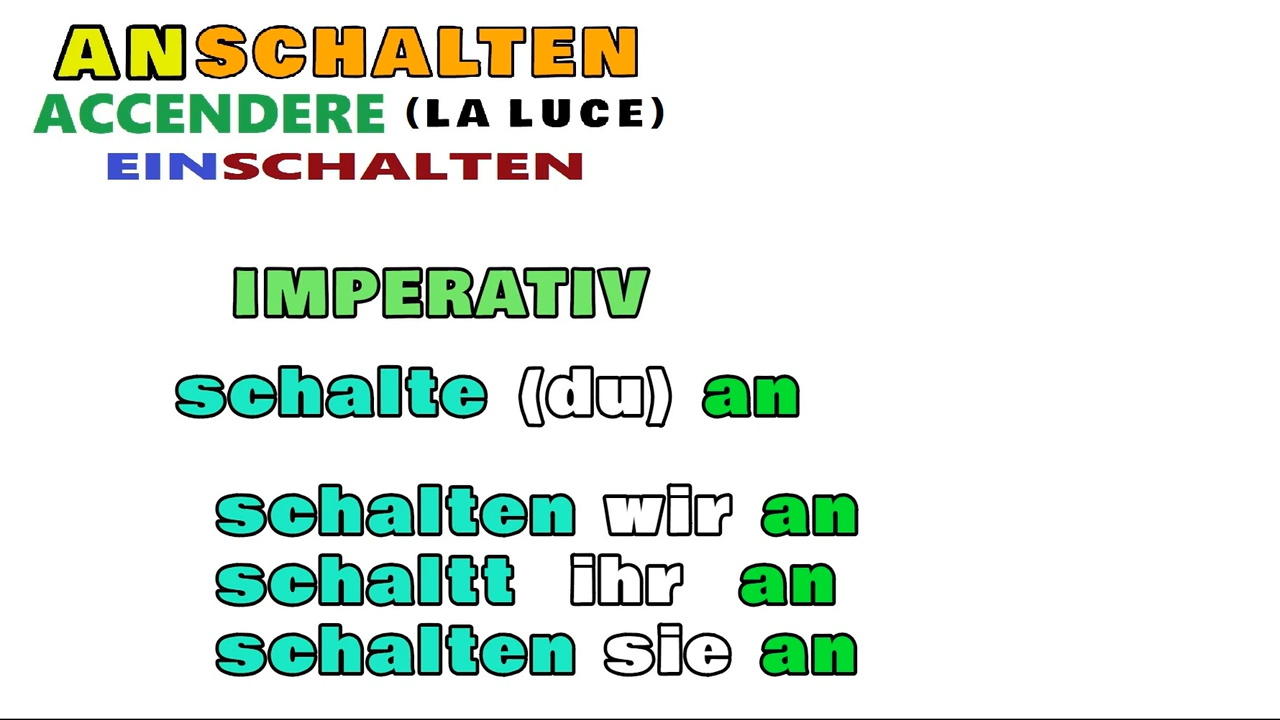 ANSCHALTEN
ACCENDERE (LA LUCE)
EINSCHALTEN
IMPERATIV
schalte (du) an
schalten wir an
schaltt ihr an
schalten sie an